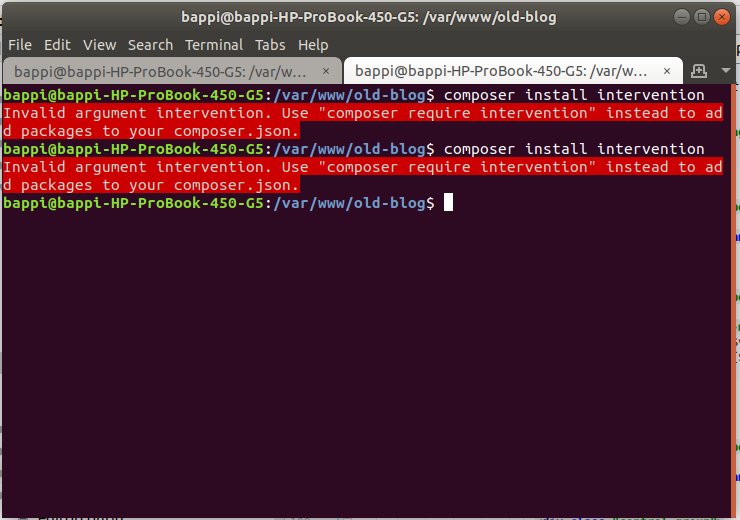 bappi@bappi-HP-ProBook-450-G5: /var/www/old-blog
File Edit View Search Terminal Tabs Help
bappi@bappi-HP-ProBook-450-G5: /var/w... × bappi@bappi-HP-ProBook-450-G5: /var/w... ×
bappi@bappi-HP-ProBook-450-G5:/var/www/old-blog$ composer install intervention
Invalid argument intervention. Use "composer require intervention" instead to ad
d packages to your composer.json.
bappi@bappi-HP-ProBook-450-G5:/var/www/old-blog$ composer install intervention
Invalid argument intervention. Use "composer require intervention" instead to ad
d packages to your composer.json.
bappi@bappi-HP-ProBook-450-G5:/var/www/old-blog$